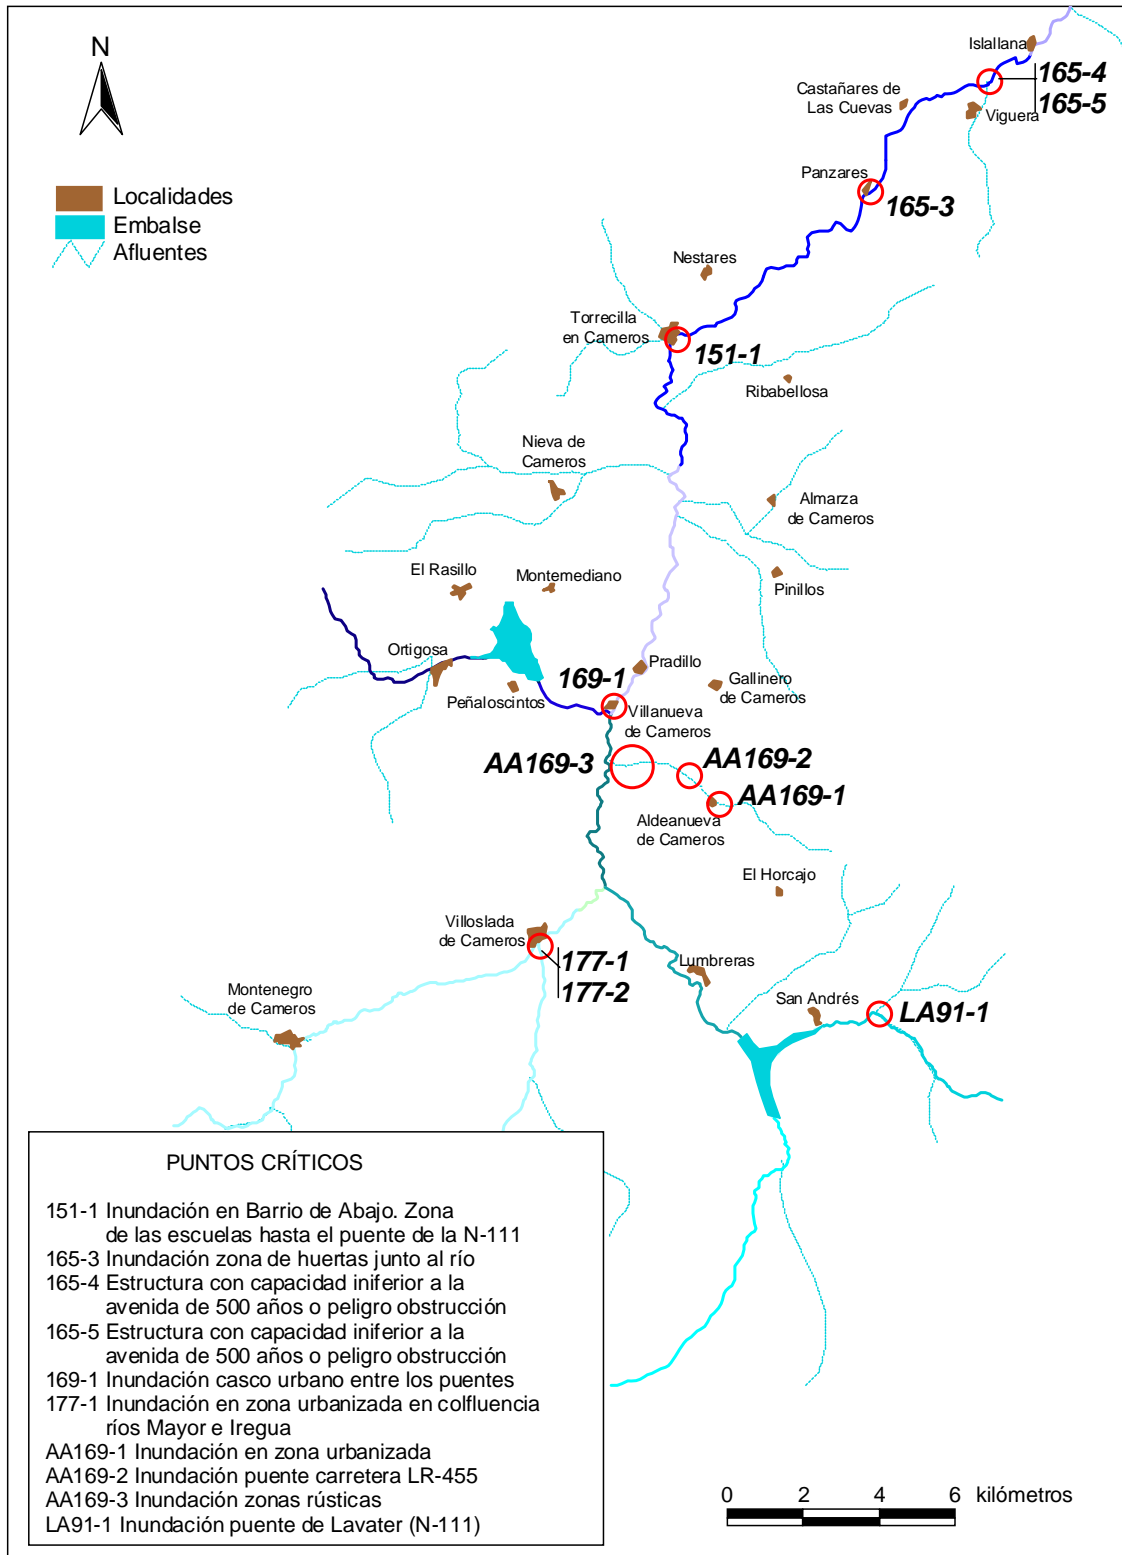 N
Localidades
Embalse
Afluentes
Islallana
165-4
165-5
Castañares de
Las Cuevas
Viguera
Panzares
165-3
Nestares
Torrecilla
en Cameros
151-1
Ribabellosa
Nieva de
Cameros
Almarza
de Cameros
El Rasillo
Montemediano
Pinillos
Ortigosa
Peñaloscintos
169-1
Pradillo
Gallinero
de Cameros
Villanueva
de Cameros
AA169-3
AA169-2
AA169-1
Aldeanueva
de Cameros
El Horcajo
Villoslada
de Cameros
177-1
177-2
Lumbreras
Montenegro
de Cameros
San Andrés
LA91-1
PUNTOS CRÍTICOS
151-1 Inundación en Barrio de Abajo. Zona
de las escuelas hasta el puente de la N-111
165-3 Inundación zona de huertas junto al río
165-4 Estructura con capacidad iniferior a la
avenida de 500 años o peligro obstrucción
165-5 Estructura con capacidad iniferior a la
avenida de 500 años o peligro obstrucción
169-1 Inundación casco urbano entre los puentes
177-1 Inundación en zona urbanizada en colfluencia
ríos Mayor e Iregua
AA169-1 Inundación en zona urbanizada
AA169-2 Inundación puente carretera LR-455
AA169-3 Inundación zonas rústicas
LA91-1 Inundación puente de Lavater (N-111)
0 2 4 6 kilómetros